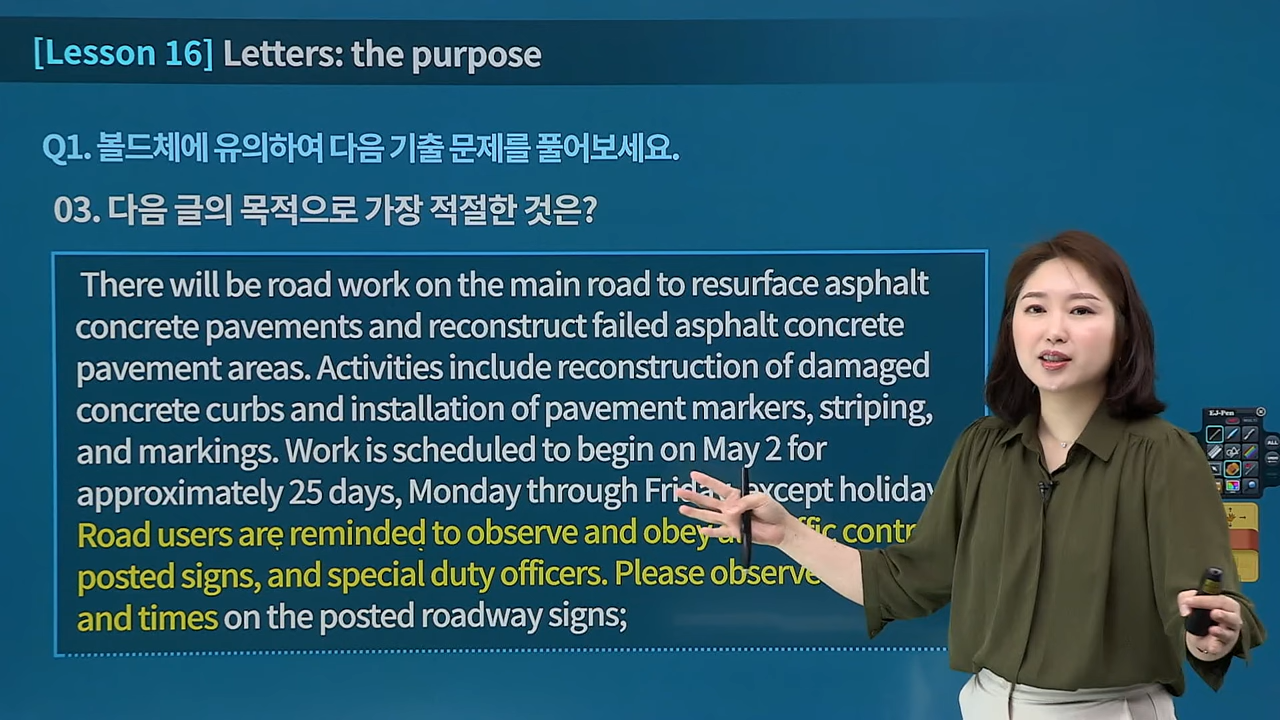 [Lesson 16] Letters: the purpose
Q1. 볼드체에 유의하여 다음 기출 문제를 풀어보세요.
03. 다음 글의 목적으로 가장 적절한 것은?
There will be road work on the main road to resurface asphalt
concrete pavements and reconstruct failed asphalt concrete
pavement areas. Activities include reconstruction of damaged
concrete curbs and installation of pavement markers, striping,
and markings. Work is scheduled to begin on May 2 for
approximately 25 days, Monday through Friday, except
Road users are reminded to observe and obey
posted signs, and special duty officers. Please observe
and times on the posted roadway signs;
EJ-Pen
ALL